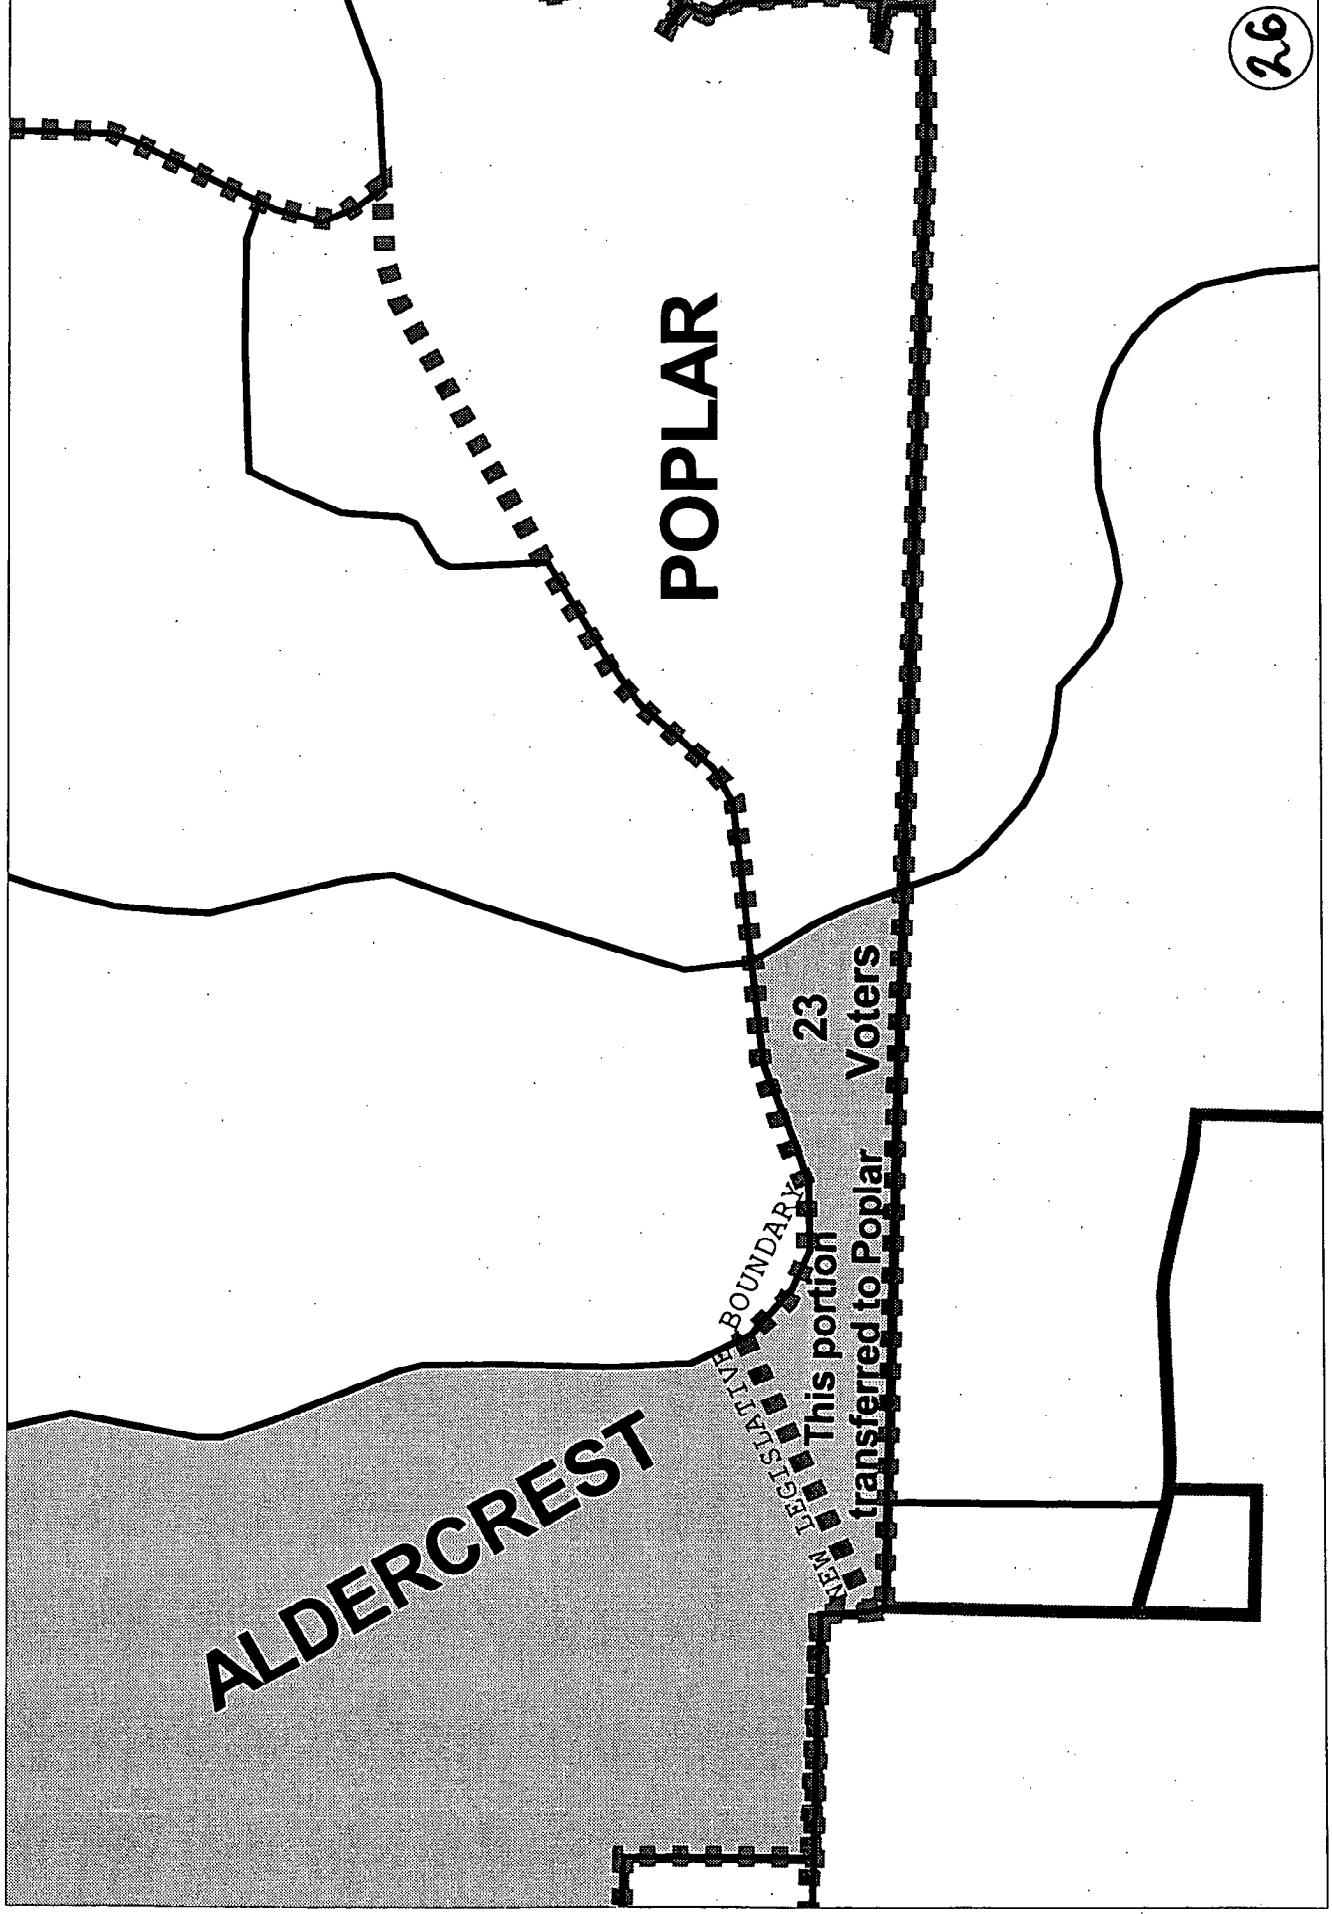 26
POPLAR
ALDERCREST
NEW LEGISLATIVE BOUNDARY
23
Voters
This portion
transferred to Poplar